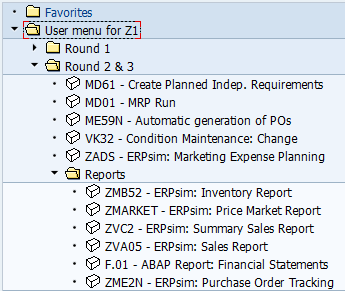 Favorites
User menu for Z1
Round 1
Round 2 & 3
MD61 - Create Planned Indep. Requirements
MD01 - MRP Run
ME59N - Automatic generation of POs
VK32 - Condition Maintenance: Change
ZADS - ERPsim: Marketing Expense Planning
Reports
ZMB52 - ERPsim: Inventory Report
ZMARKET - ERPsim: Price Market Report
ZVC2 - ERPsim: Summary Sales Report
ZVA05 - ERPsim: Sales Report
F.01 - ABAP Report: Financial Statements
ZME2N - ERPsim: Purchase Order Tracking